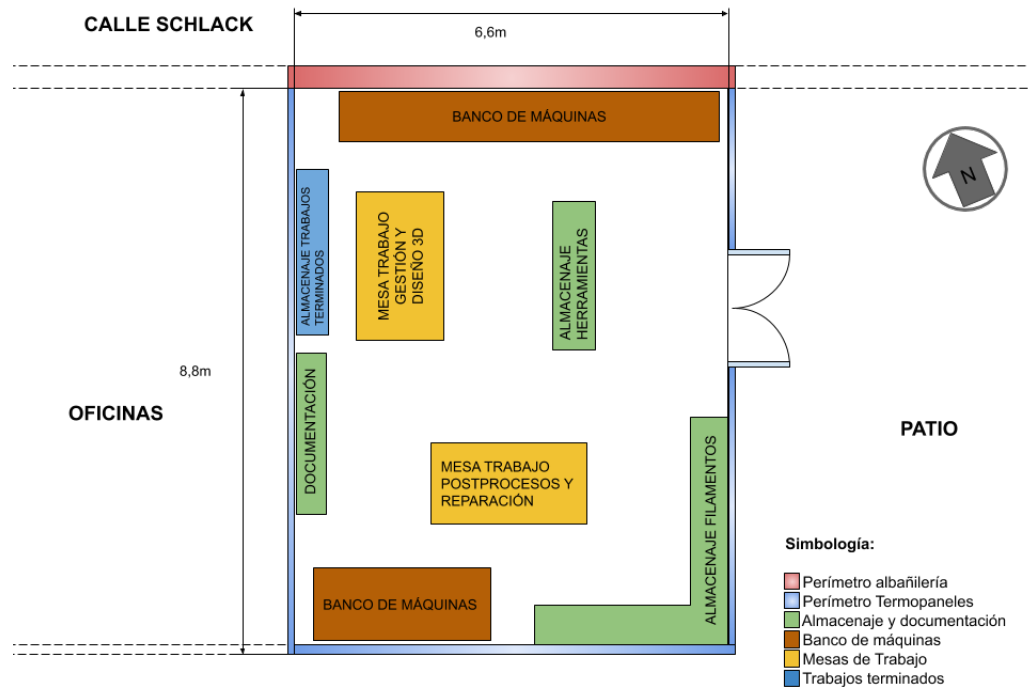 CALLE SCHLACK
6,6m
BANCO DE MÁQUINAS
N
ALMACENAJE TRABAJOS
TERMINADOS
MESA TRABAJO
GESTIÓN Y
DISEÑO 3D
ALMACENAJE
HERRAMIENTAS
8,8m
OFICINAS
DOCUMENTACIÓN
PATIO
MESA TRABAJO
POSTPROCESOS Y
REPARACIÓN
ALMACENAJE FILAMENTOS
BANCO DE MÁQUINAS
Simbología:
Perímetro albañilería
Perímetro Termopaneles
Almacenaje y documentación
Banco de máquinas
Mesas de Trabajo
Trabajos terminados